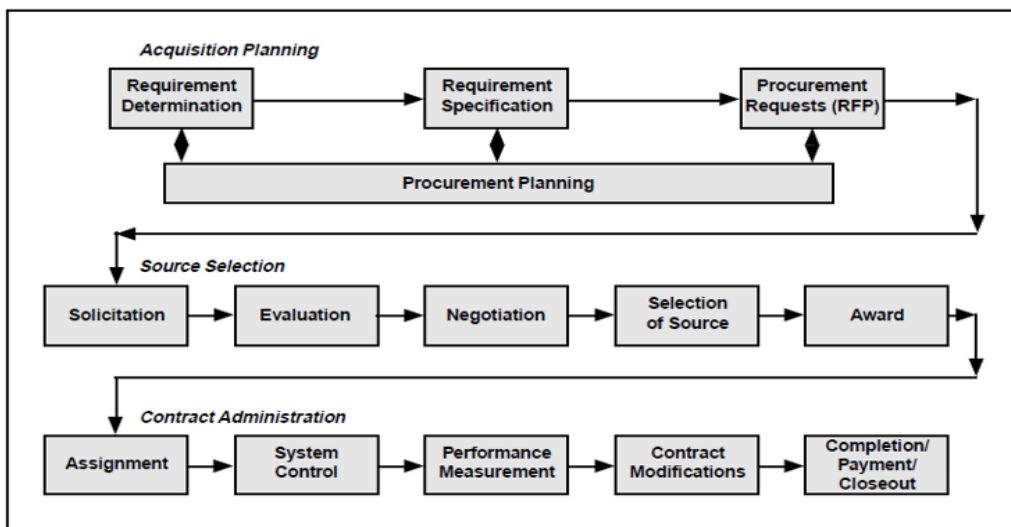 Acquisition Planning
Requirement
Determination
Requirement
Specification
Procurement
Requests (RFP)
Procurement Planning
Source Selection
Solicitation
Evaluation
Negotiation
Selection
of Source
Award
Contract Administration
Assignment
System
Control
Performance
Measurement
Contract
Modifications
Completion/
Payment/
Closeout